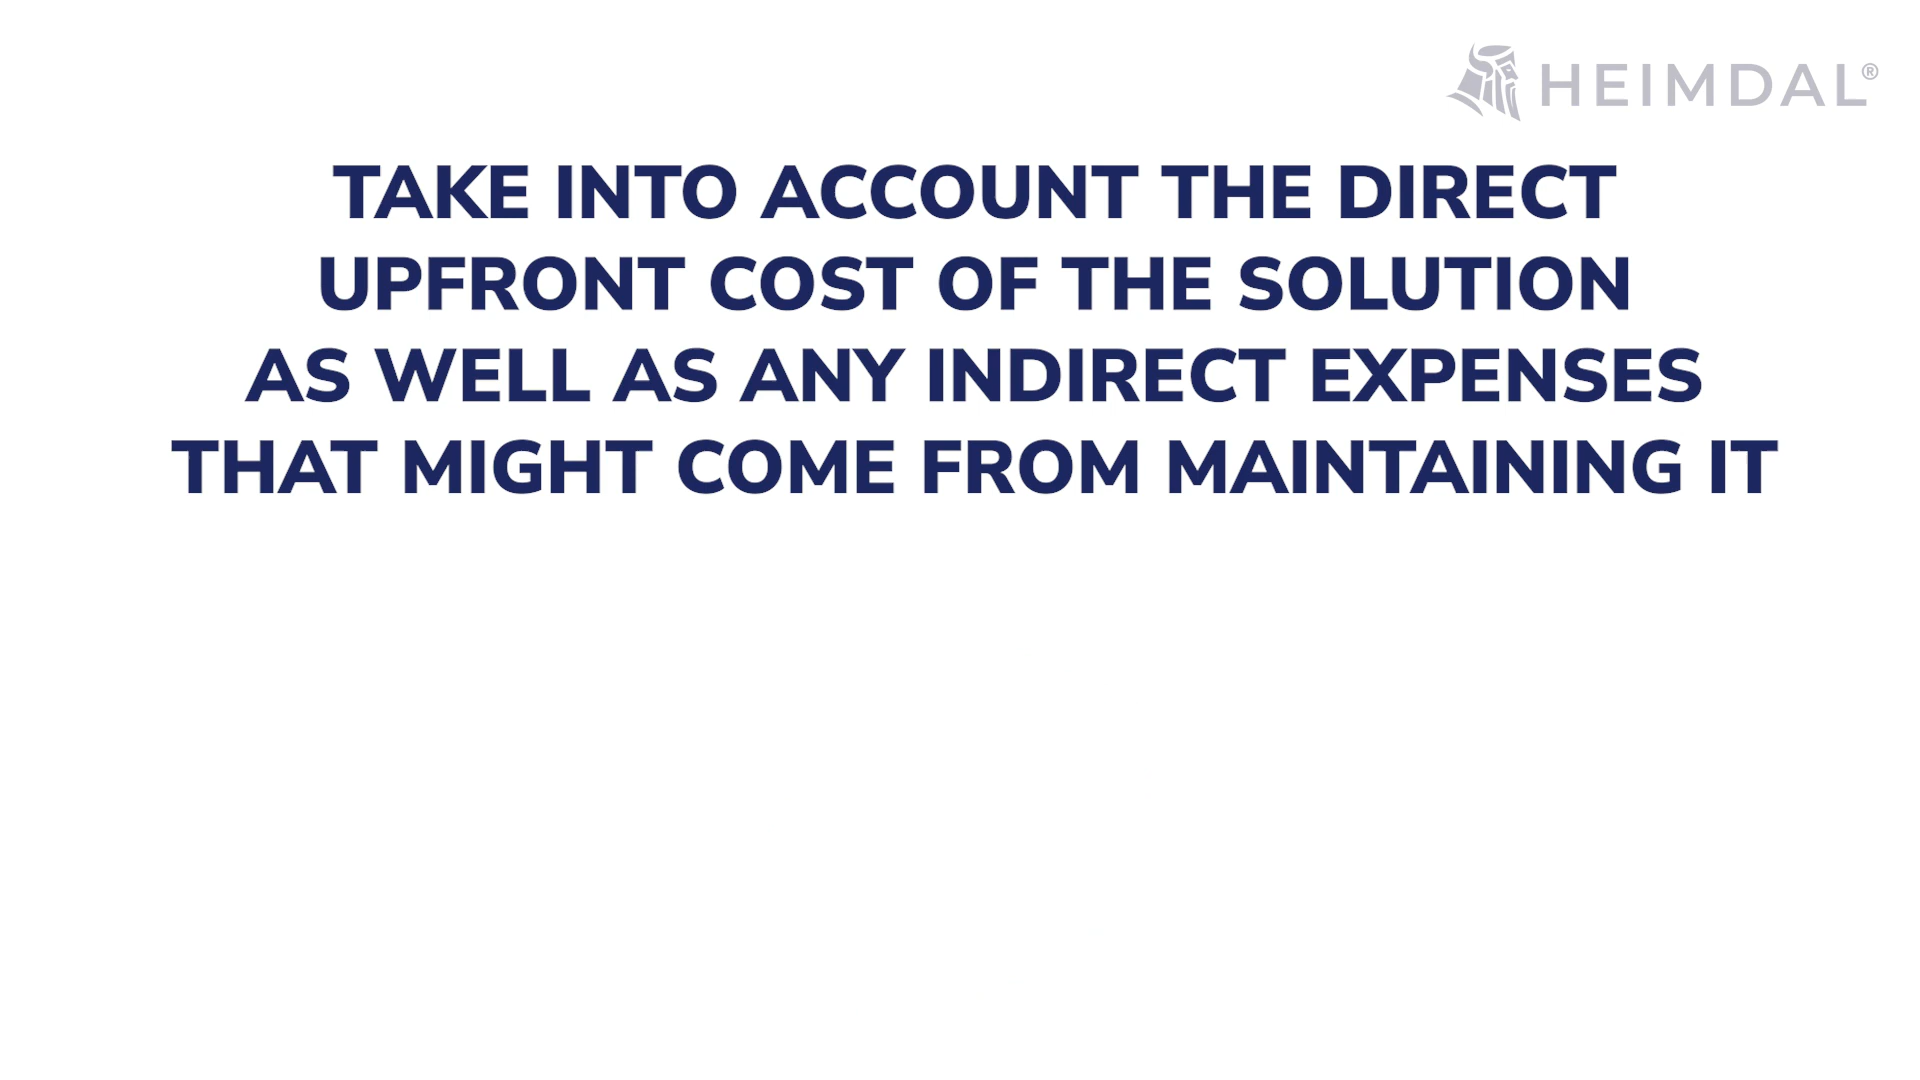 HEIMDAL®
TAKE INTO ACCOUNT THE DIRECT
UPFRONT COST OF THE SOLUTION
AS WELL AS ANY INDIRECT EXPENSES
THAT MIGHT COME FROM MAINTAINING IT